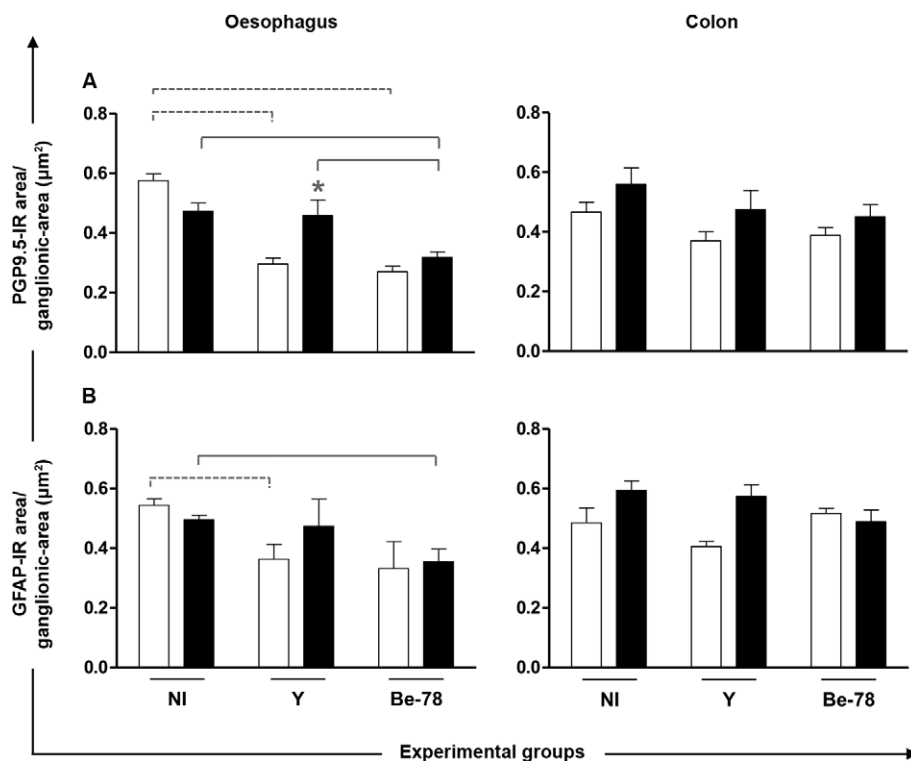 Oesophagus
Colon
A
PGP9.5-IR area/
ganglionic-area (µm²)
0.8
0.6
0.4
0.2
0.0
*
0.8
0.6
0.4
0.2
0.0
B
GFAP-IR area/
ganglionic-area (µm²)
0.8
0.6
0.4
0.2
0.0
NI
Y
Be-78
0.8
0.6
0.4
0.2
0.0
NI
Y
Be-78
Experimental groups